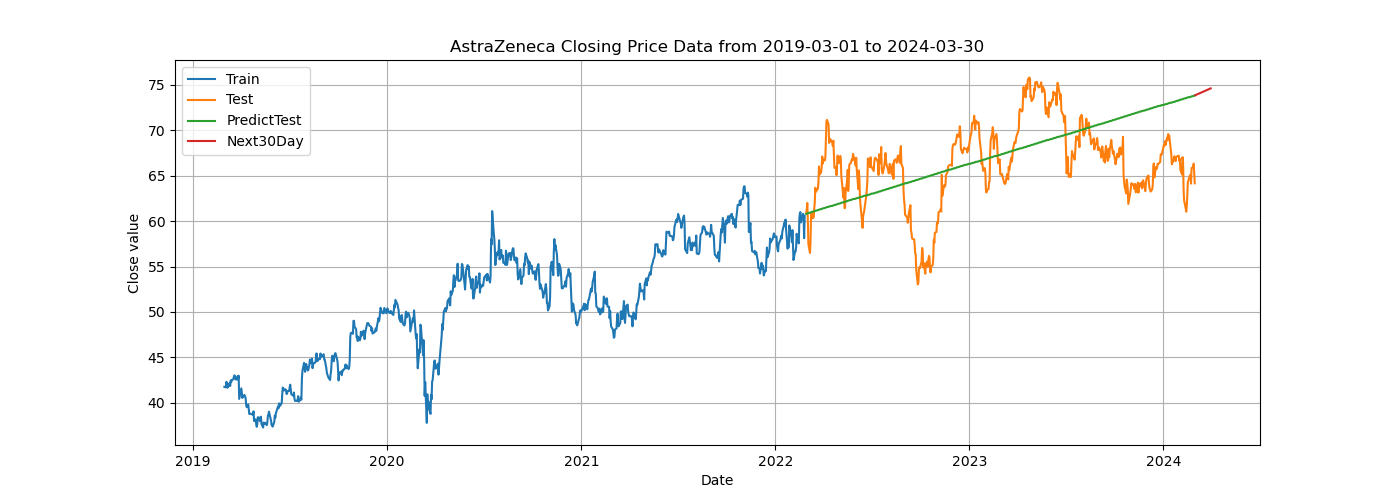 AstraZeneca Closing Price Data from 2019-03-01 to 2024-03-30
Train
Test
PredictTest
Next30Day
Close value
75
70
65
60
55
50
45
40
2019 2020 2021 2022 2023 2024
Date